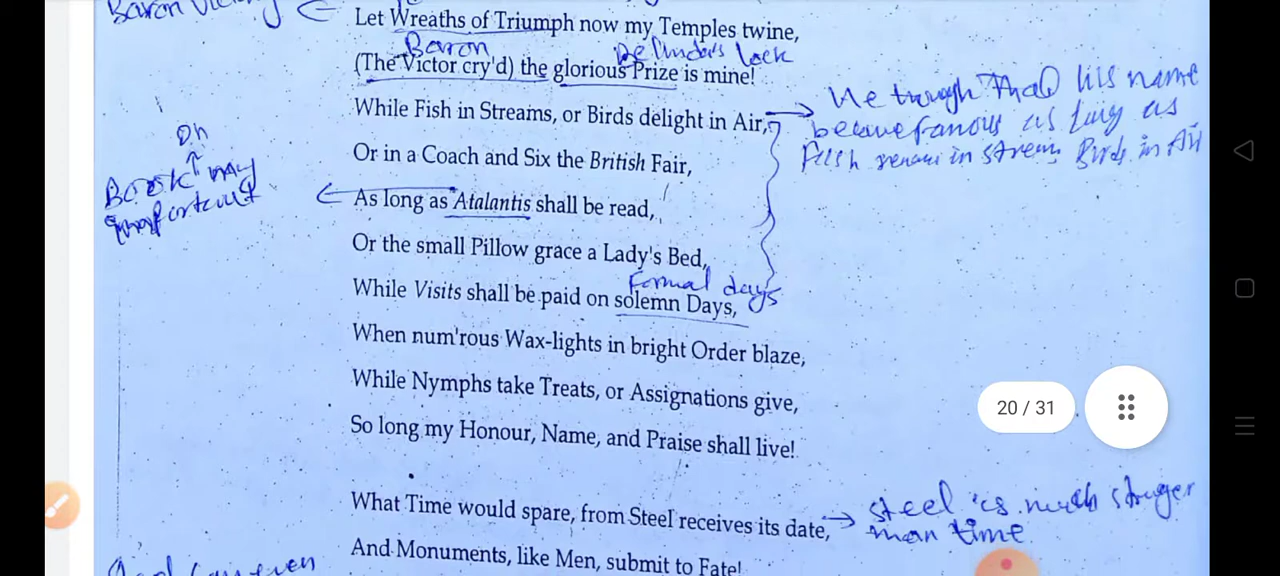 Baron
Let Wreaths of Triumph now my Temples twine,
Baron
Belinda's lock
(The Victor cry'd) the glorious Prize is mine!
While Fish in Streams, or Birds delight in Air,
He though that his name
became famous as long as
Fish remain in stream Birds in Air
Or in a Coach and Six the British Fair,
Book
As long as Atalantis shall be read,
Or the small Pillow grace a Lady's Bed,
Formal days
While Visits shall be paid on solemn Days,
When num'rous Wax-lights in bright Order blaze,
While Nymphs take Treats, or Assignations give,
20 / 31
So long my Honour, Name, and Praise shall live!
What Time would spare, from Steel receives its date,
steel is much stronger
than time
And Monuments, like Men, submit to Fate!